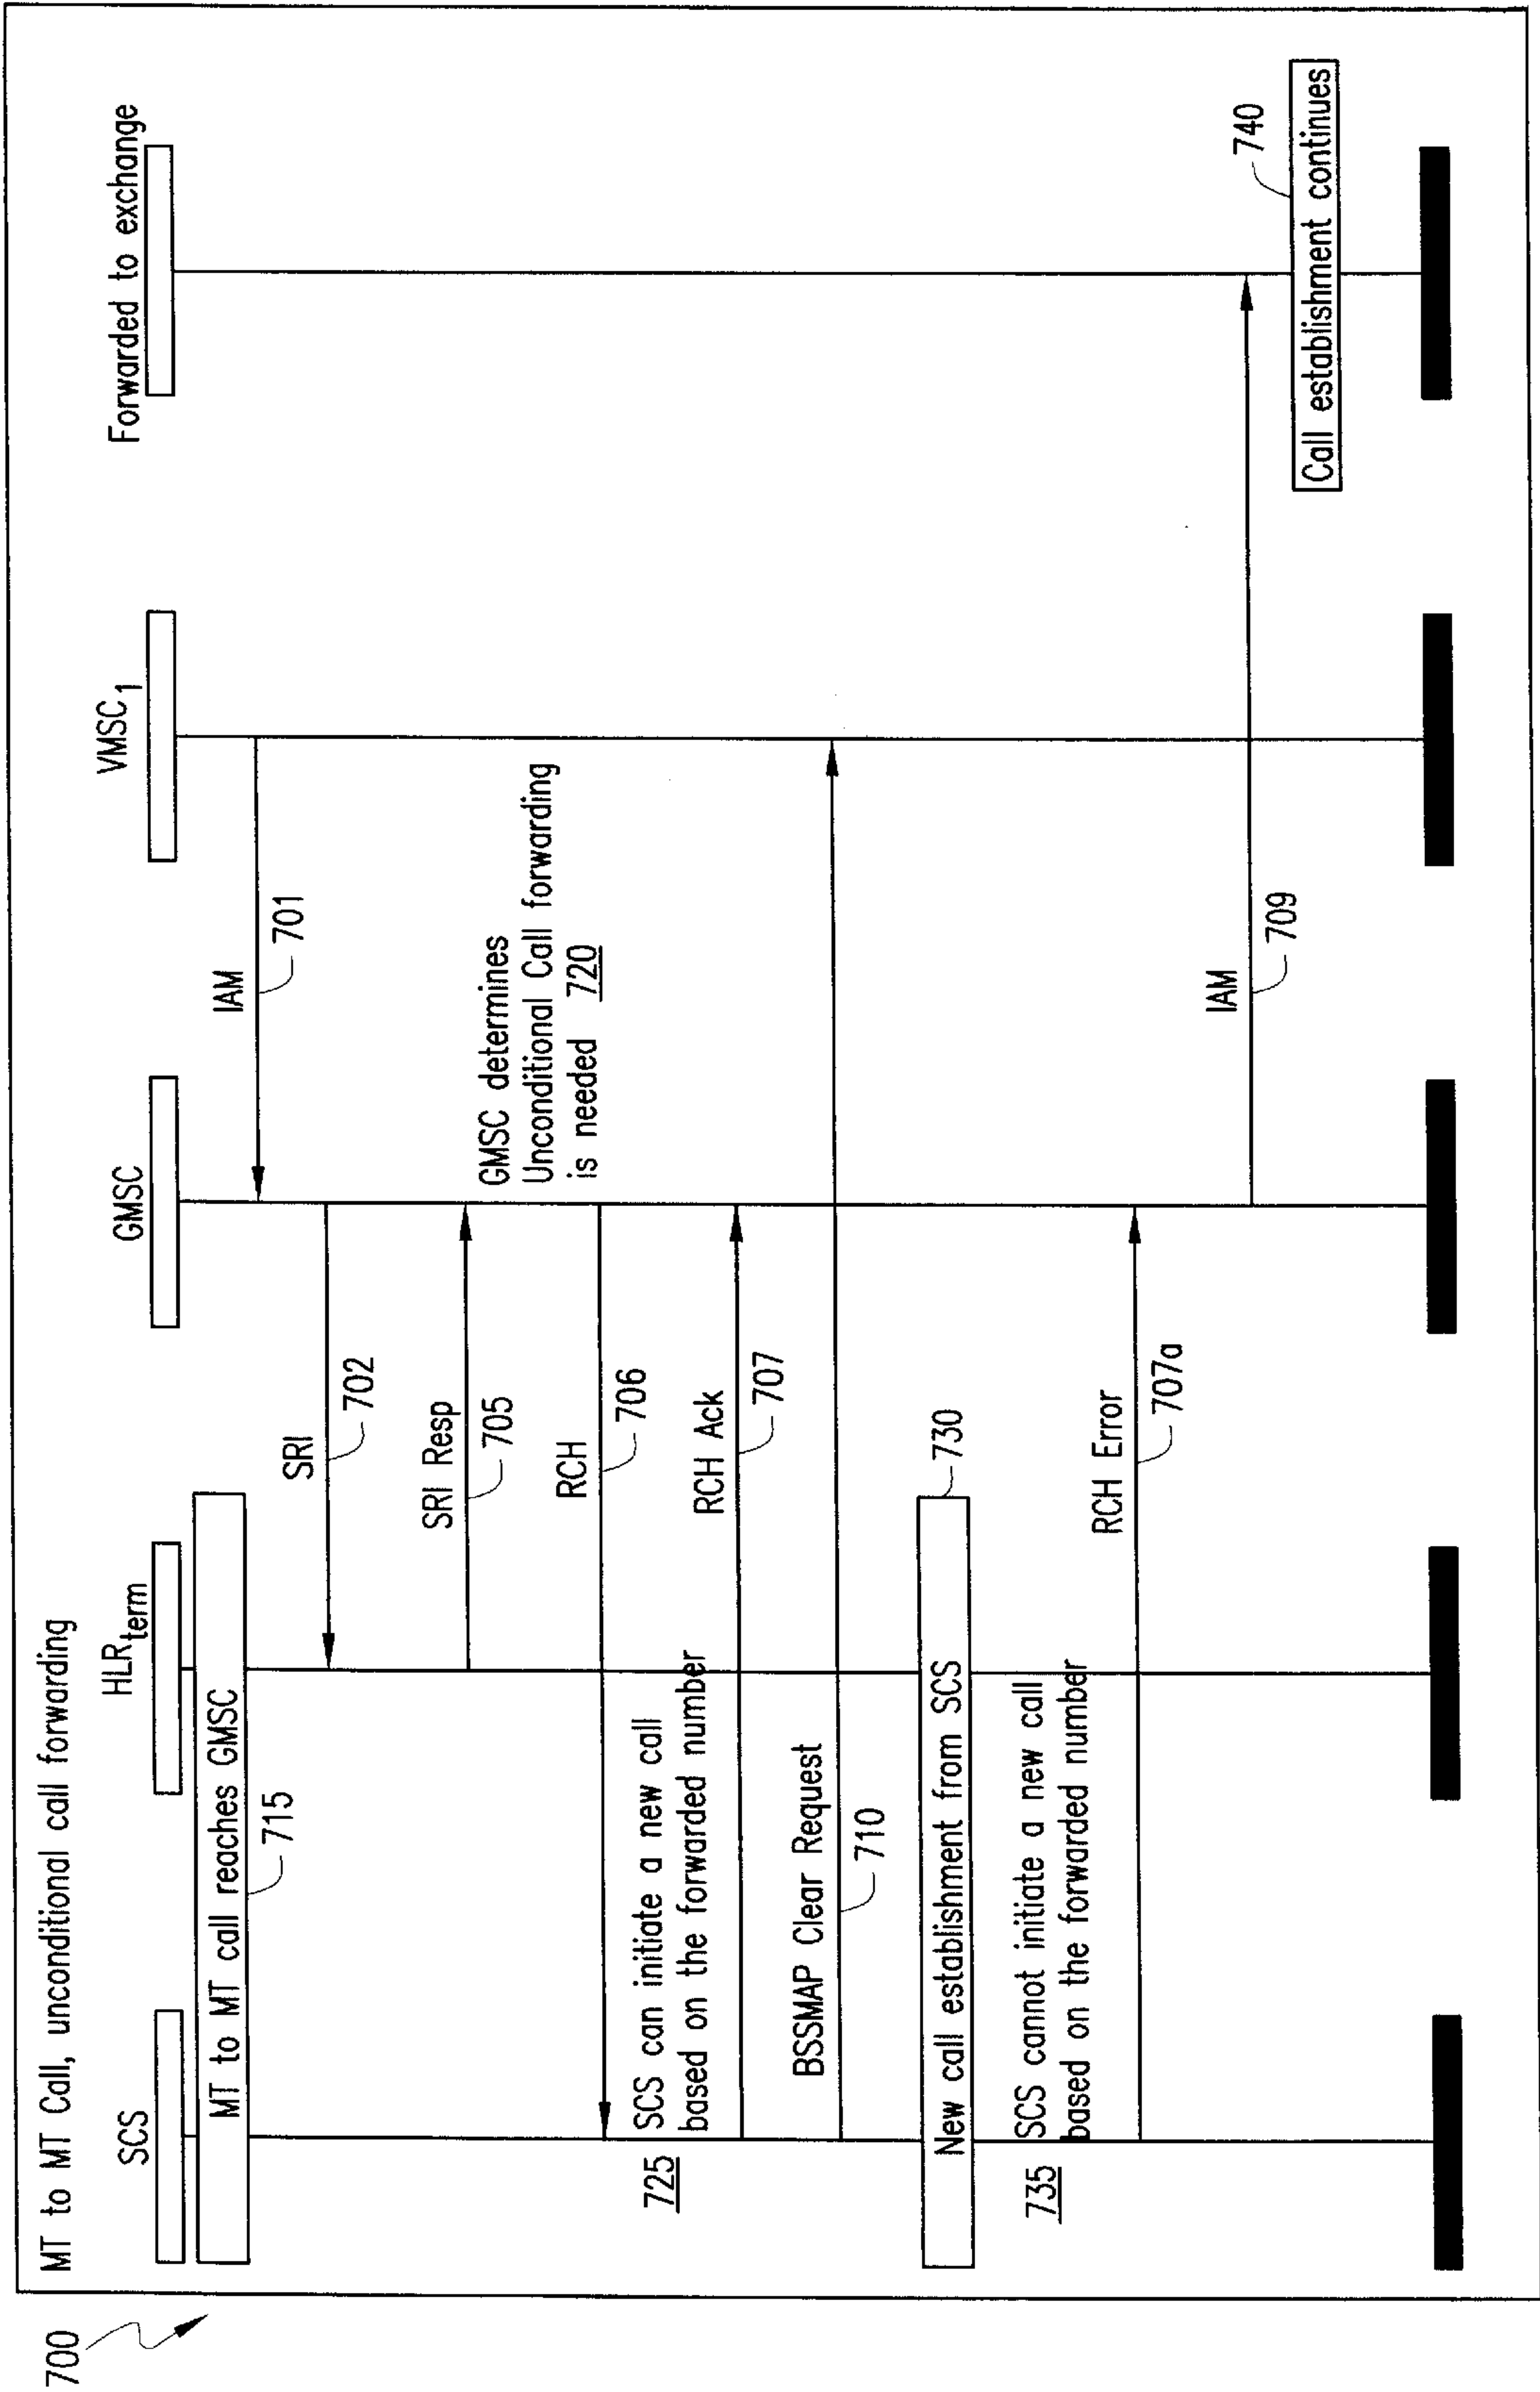 700
MT to MT Call, unconditional call forwarding
SCS
HLRterm
GMSC
VMSC1
Forwarded to exchange
MT to MT call reaches GMSC
715
IAM
701
SRI
702
SRI Resp
705
GMSC determines
Unconditional Call forwarding
is needed 720
RCH
706
725
SCS can initiate a new call
based on the forwarded number
RCH Ack
707
BSSMAP Clear Request
710
New call establishment from SCS
730
735
SCS cannot initiate a new call
based on the forwarded number
RCH Error
707a
IAM
709
740
Call establishment continues